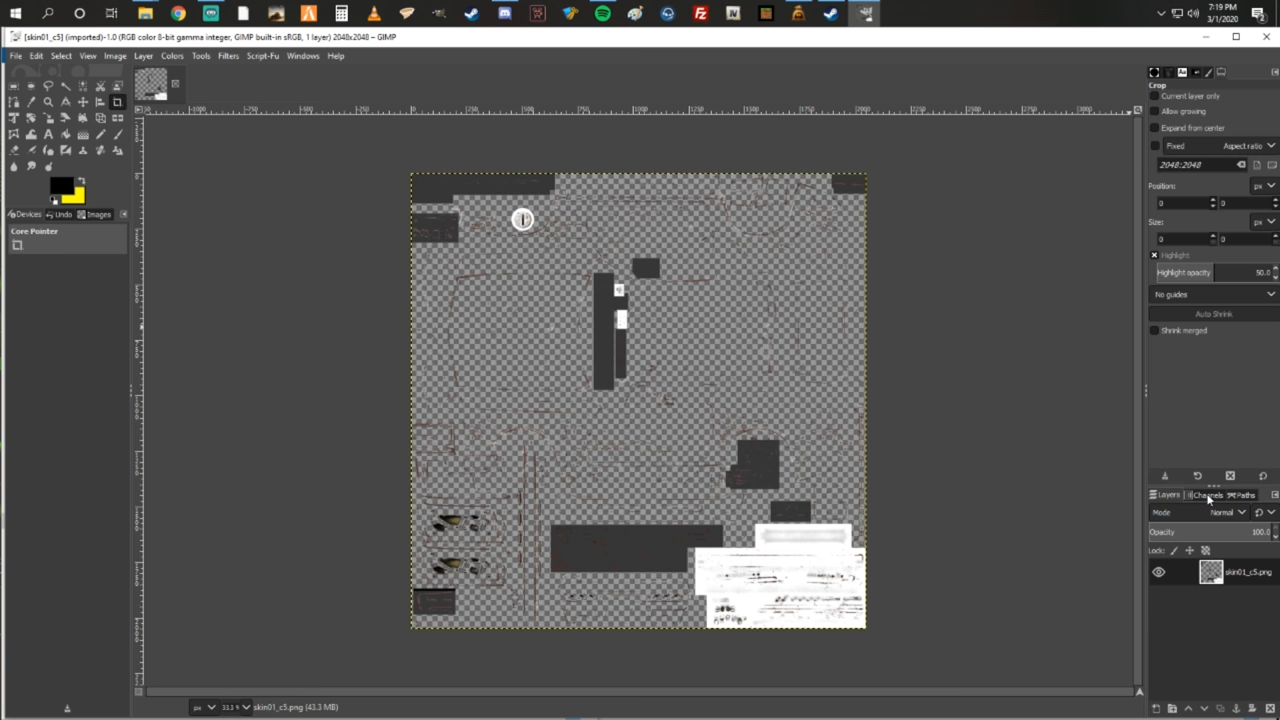 7:19 PM
3/1/2020
[skin01_c5] (imported)-1.0 (RGB color 8-bit gamma integer, GIMP built-in sRGB, 1 layer) 2048x2048 – GIMP
File Edit Select View Image Layer Colors Tools Filters Script-Fu Windows Help
Crop
Current layer only
Allow growing
Expand from center
Fixed Aspect ratio
2048:2048
Position: px
0 0
Size: px
0 0
Highlight
Highlight opacity 50.0
No guides
Auto Shrink
Shrink merged
Devices Undo Images
Core Pointer
Layers Channels Paths
Mode Normal
Opacity 100.0
Lock:
skin01_c5.png
px 33.3 % skin01_c5.png (43.3 MB)